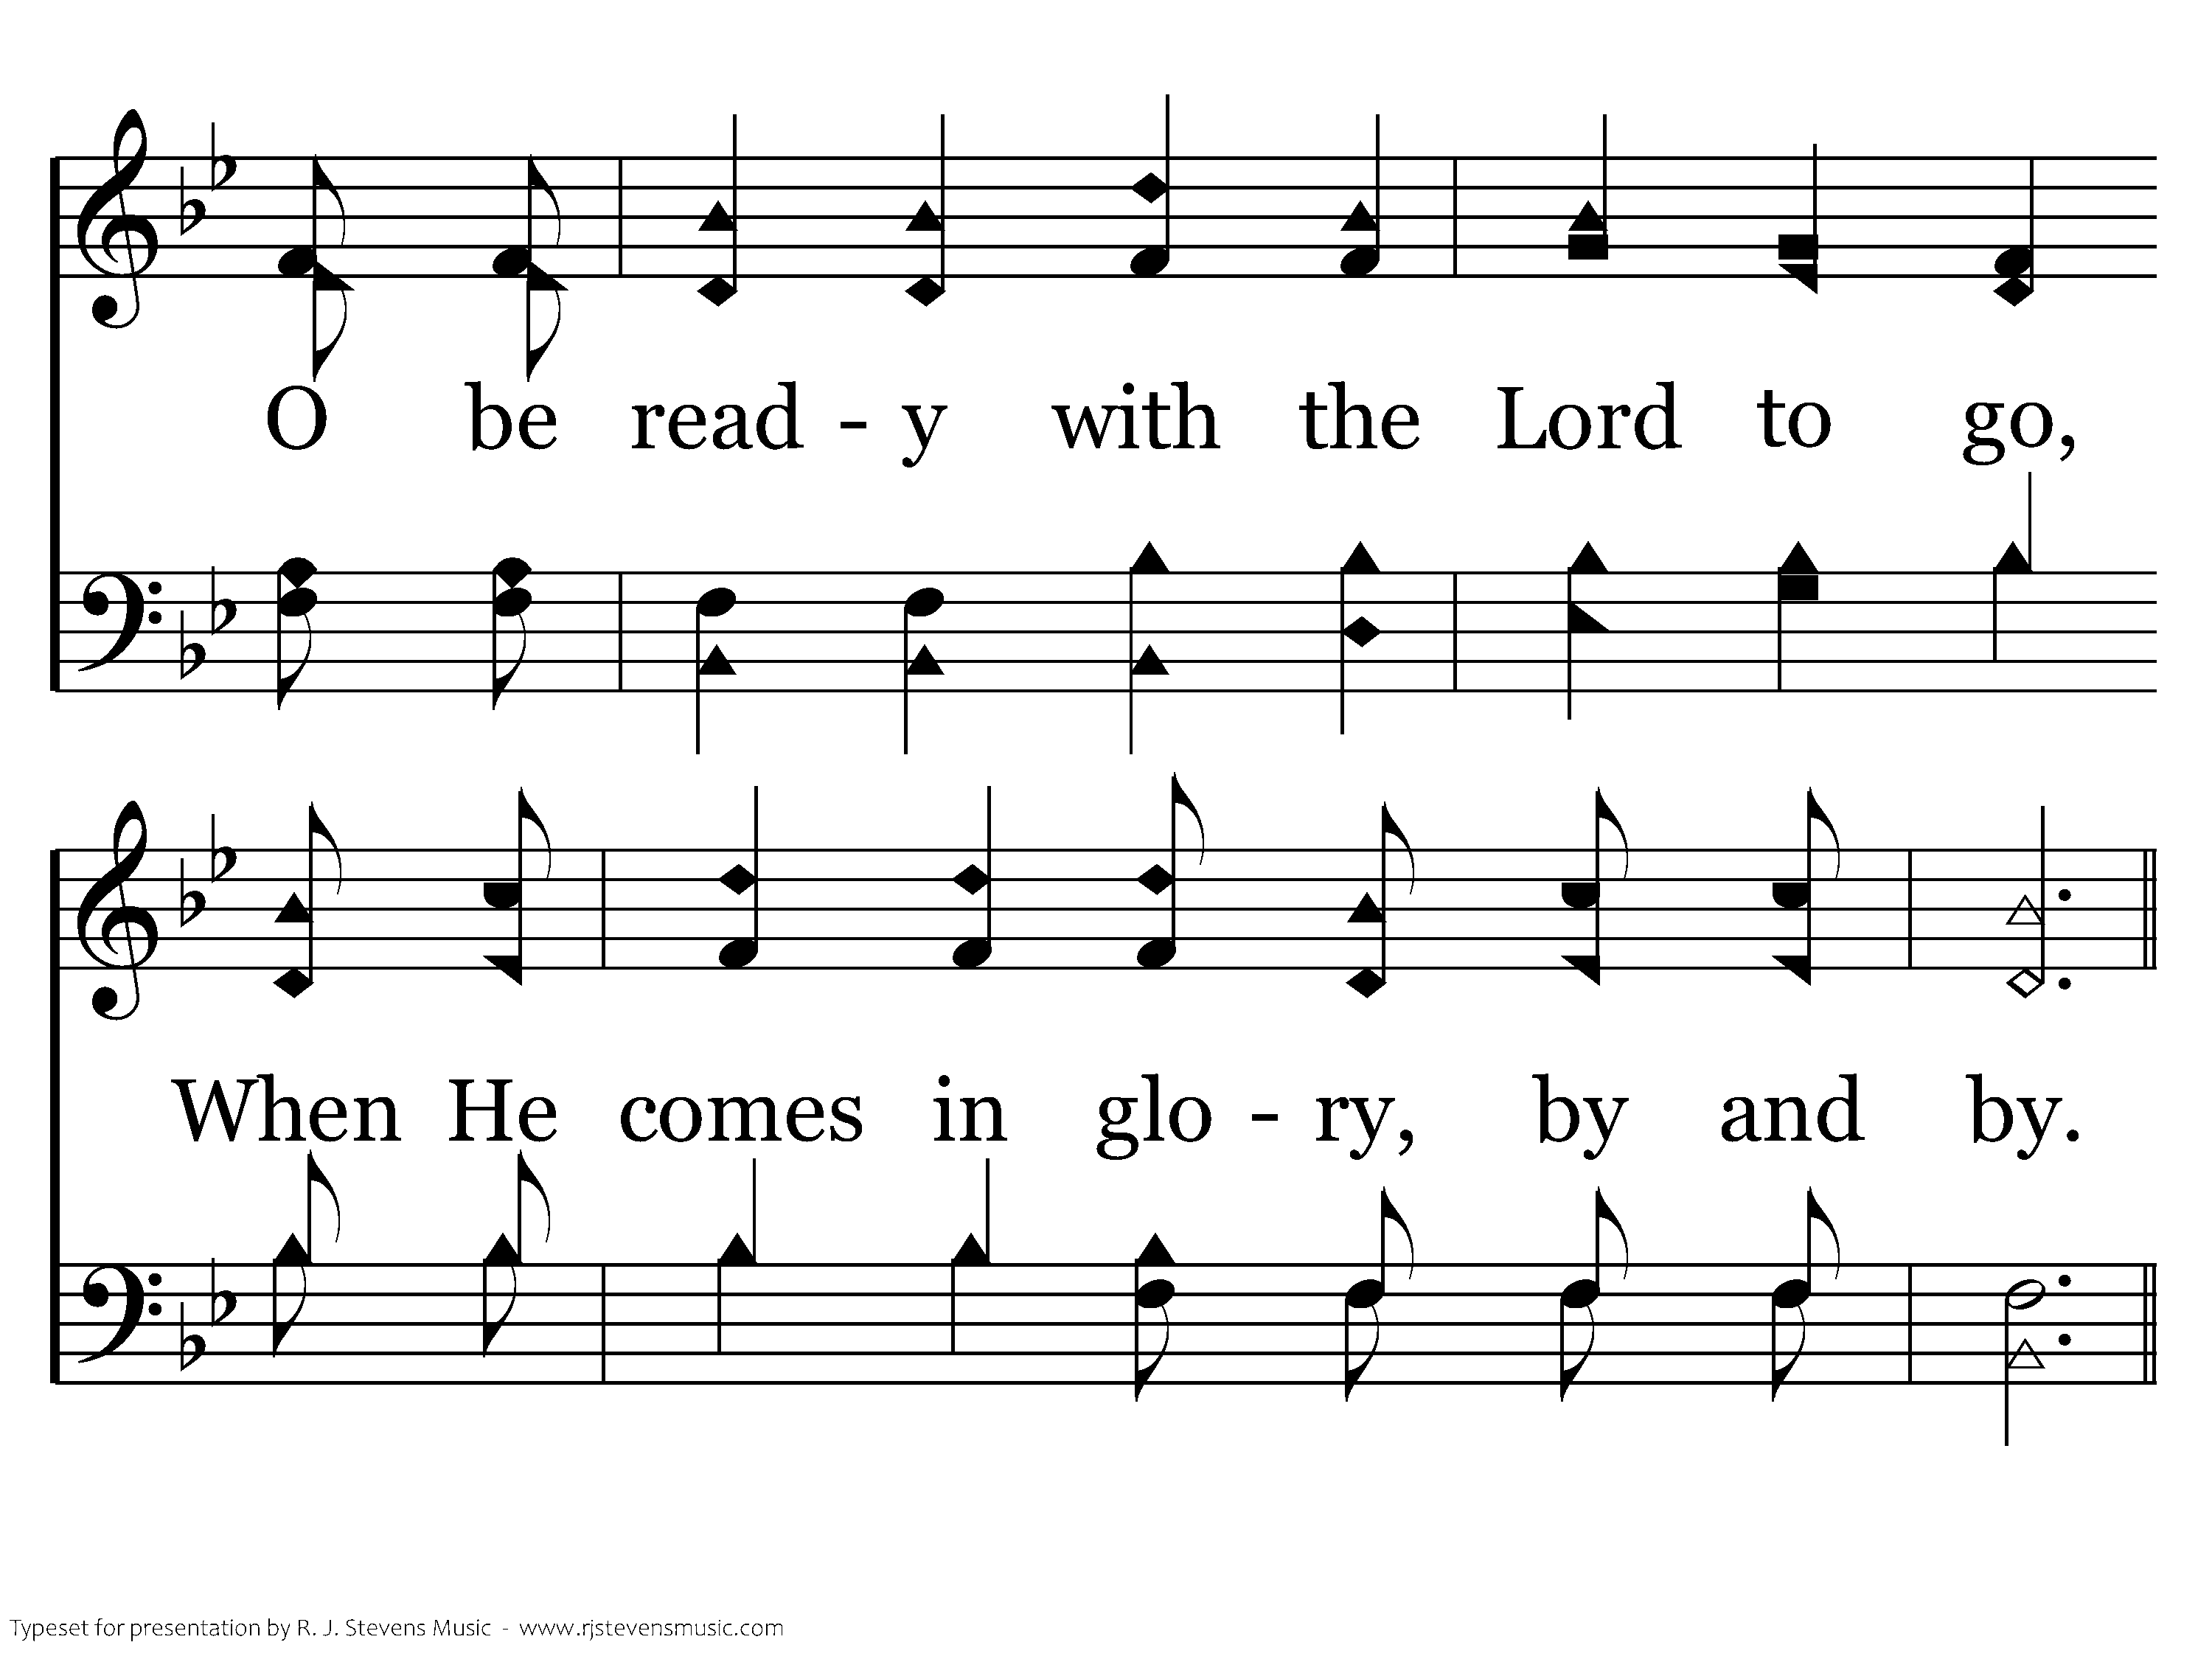 O be read - y with the Lord to go,
When He comes in glo - ry, by and by.
Typeset for presentation by R. J. Stevens Music - www.rjstevensmusic.com